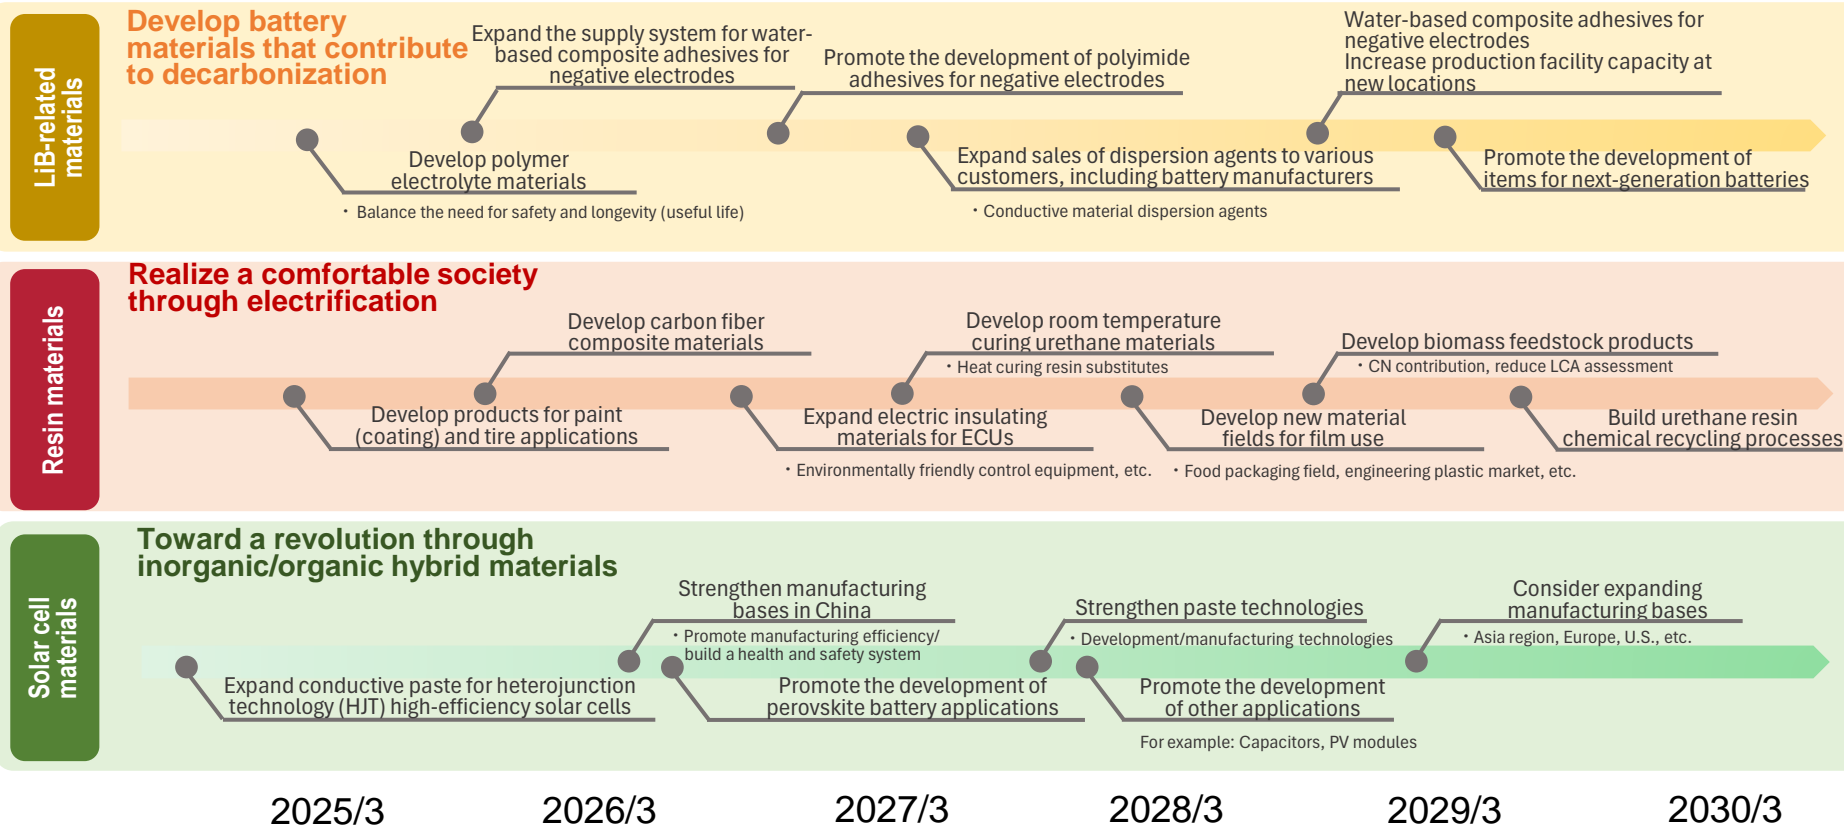 LiB-related
materials
Develop battery
materials that contribute
to decarbonization
Expand the supply system for water-
based composite adhesives for
negative electrodes
Promote the development of polyimide
adhesives for negative electrodes
Water-based composite adhesives for
negative electrodes
Increase production facility capacity at
new locations
Develop polymer
electrolyte materials
・Balance the need for safety and longevity (useful life)
Expand sales of dispersion agents to various
customers, including battery manufacturers
・Conductive material dispersion agents
Promote the development of
items for next-generation batteries
Resin materials
Realize a comfortable society
through electrification
Develop carbon fiber
composite materials
Develop room temperature
curing urethane materials
・Heat curing resin substitutes
Develop biomass feedstock products
・CN contribution, reduce LCA assessment
Develop products for paint
(coating) and tire applications
Expand electric insulating
materials for ECUs
・Environmentally friendly control equipment, etc.
Develop new material
fields for film use
・Food packaging field, engineering plastic market, etc.
Build urethane resin
chemical recycling processes
Solar cell
materials
Toward a revolution through
inorganic/organic hybrid materials
Strengthen manufacturing
bases in China
・Promote manufacturing efficiency/
build a health and safety system
Strengthen paste technologies
・Development/manufacturing technologies
Consider expanding
manufacturing bases
・Asia region, Europe, U.S., etc.
Expand conductive paste for heterojunction
technology (HJT) high-efficiency solar cells
Promote the development of
perovskite battery applications
Promote the development
of other applications
For example: Capacitors, PV modules
2025/3
2026/3
2027/3
2028/3
2029/3
2030/3